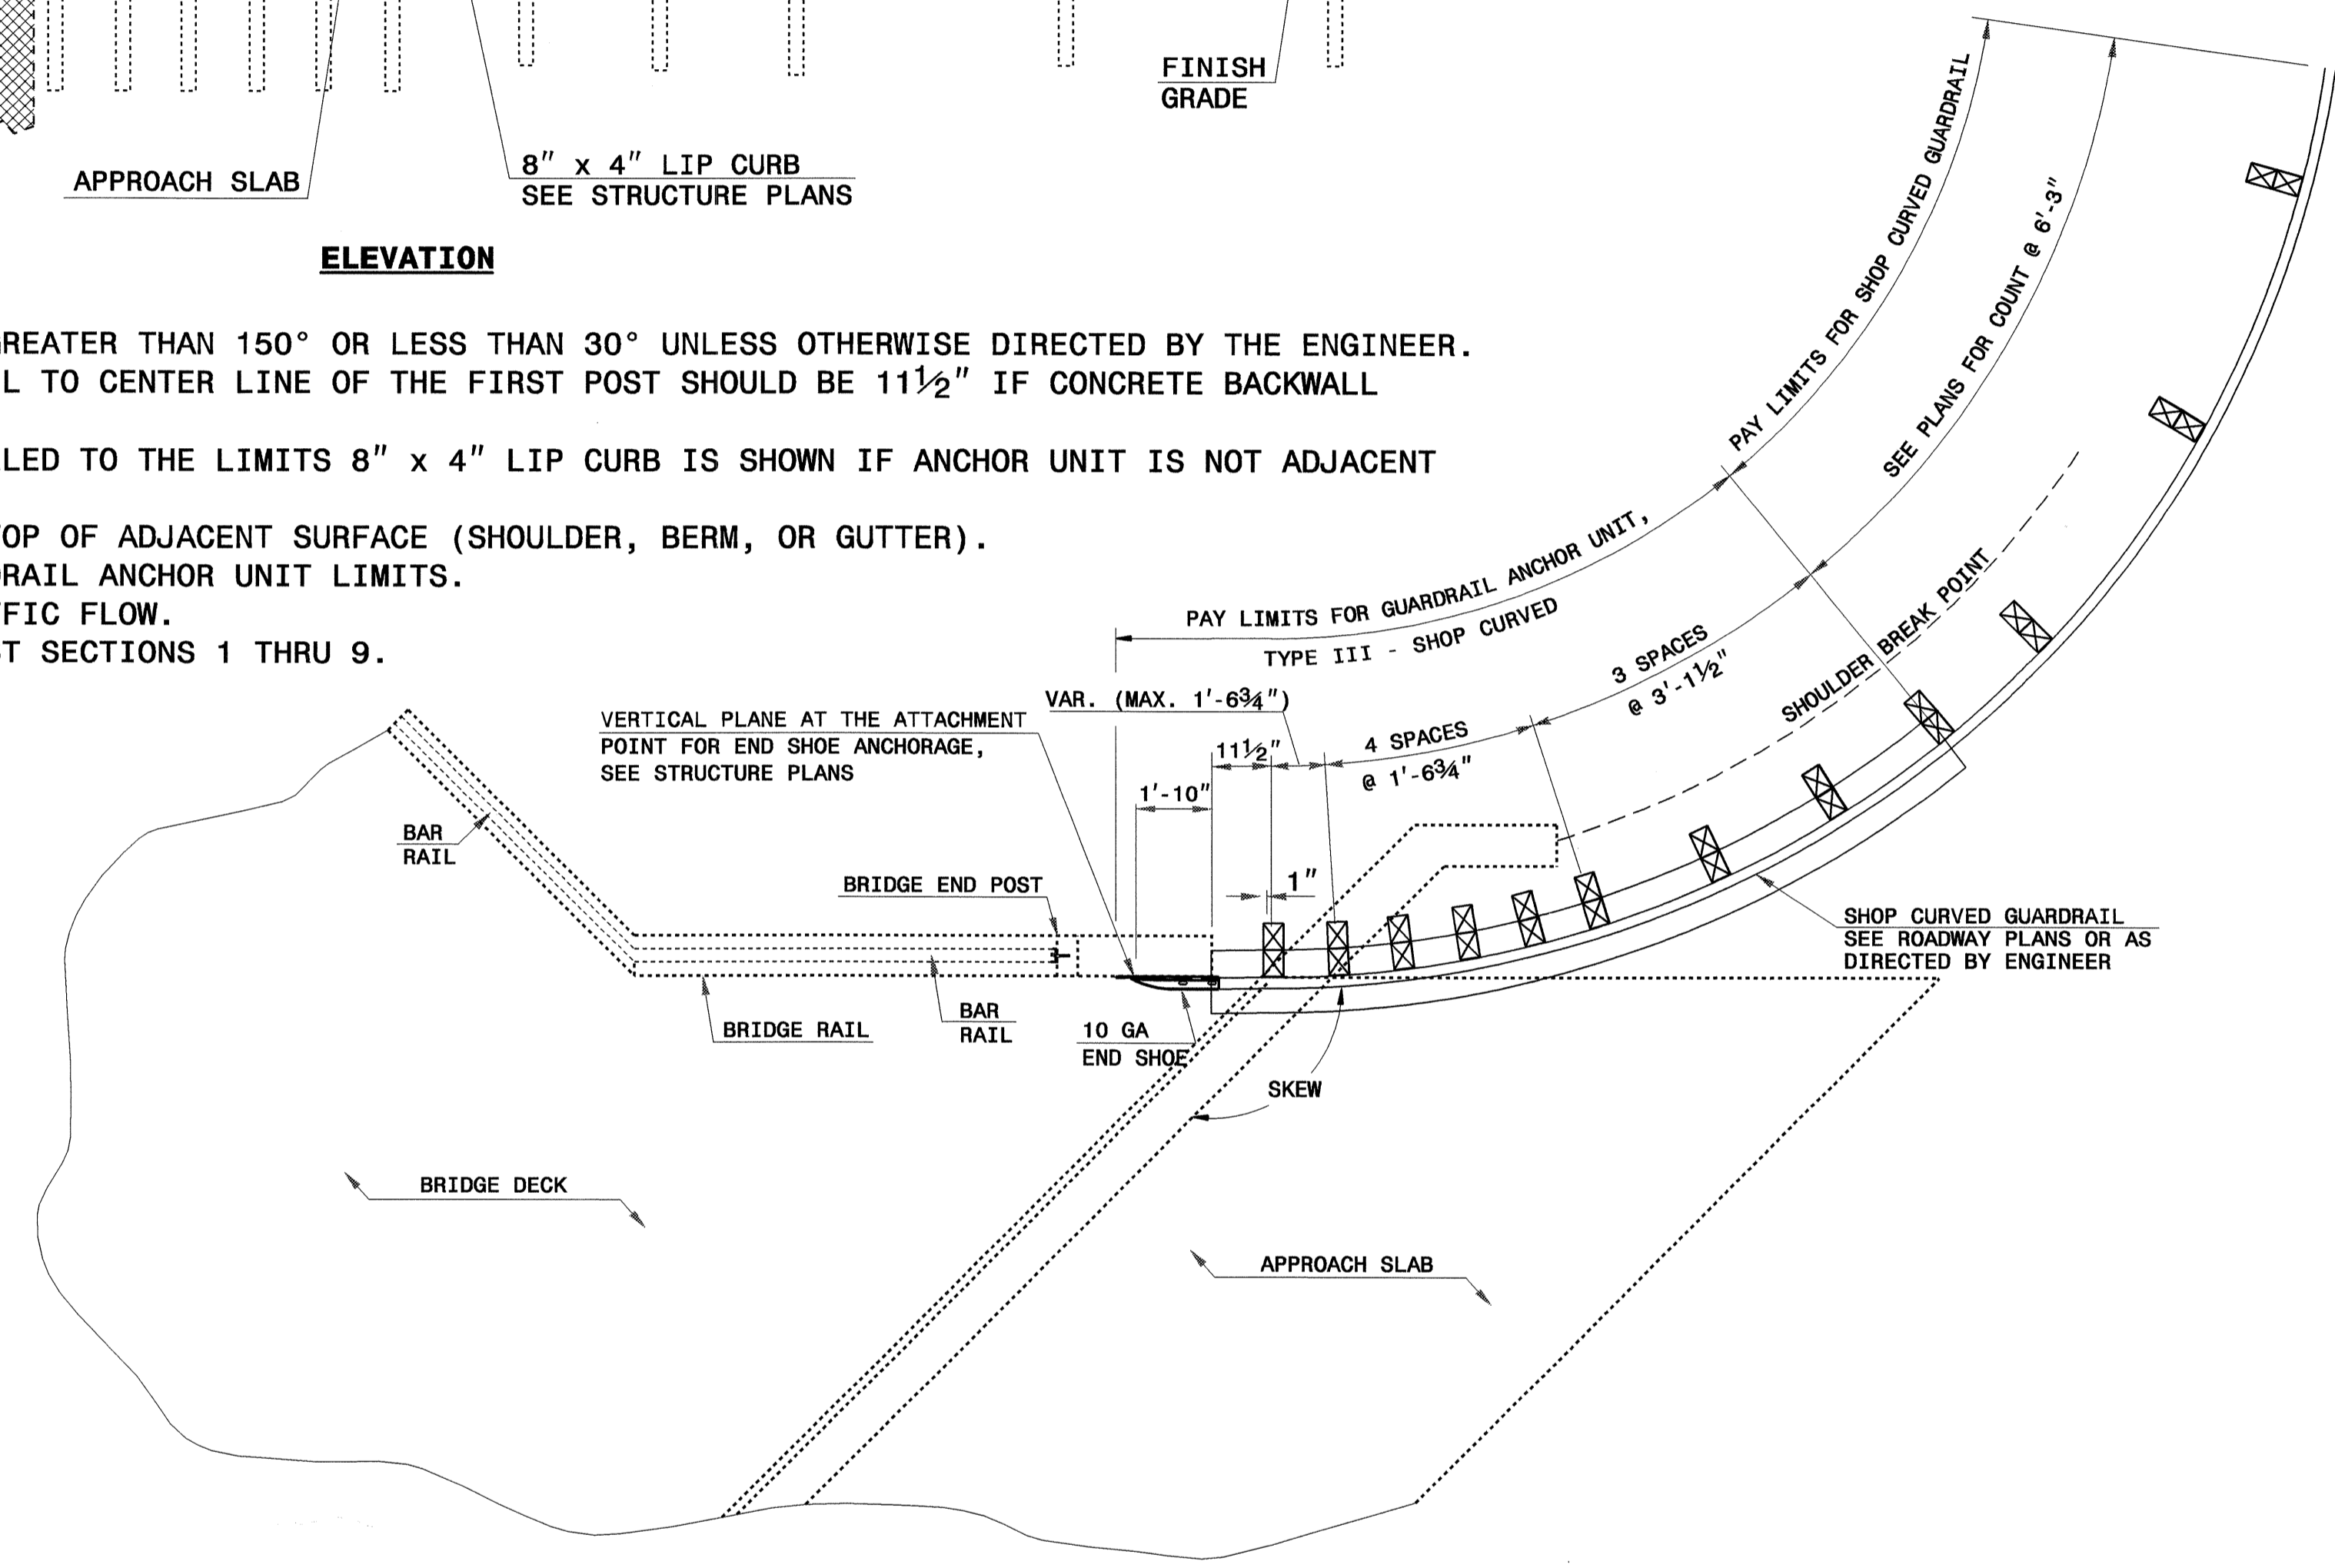 FINISH
GRADE
APPROACH SLAB
8" x 4" LIP CURB
SEE STRUCTURE PLANS
ELEVATION
THAN 150° OR LESS THAN 30° UNLESS OTHERWISE DIRECTED BY THE ENGINEER.
TO CENTER LINE OF THE FIRST POST SHOULD BE 11½" IF CONCRETE BACKWALL
TO THE LIMITS 8" x 4" LIP CURB IS SHOWN IF ANCHOR UNIT IS NOT ADJACENT
OF ADJACENT SURFACE (SHOULDER, BERM, OR GUTTER).
ANCHOR UNIT LIMITS.
FLOW.
SECTIONS 1 THRU 9.
PAY LIMITS FOR SHOP CURVED GUARDRAIL
SEE PLANS FOR COUNT @ 6'-3"
PAY LIMITS FOR GUARDRAIL ANCHOR UNIT,
TYPE III - SHOP CURVED
3 SPACES
@ 3'-1½"
SHOULDER BREAK POINT
VAR. (MAX. 1'-6¾")
VERTICAL PLANE AT THE ATTACHMENT
POINT FOR END SHOE ANCHORAGE,
SEE STRUCTURE PLANS
11½"
4 SPACES
@ 1'-6¾"
1'-10"
BAR
RAIL
BRIDGE END POST
1"
SHOP CURVED GUARDRAIL
SEE ROADWAY PLANS OR AS
DIRECTED BY ENGINEER
BRIDGE RAIL
BAR
RAIL
10 GA
END SHOE
SKEW
BRIDGE DECK
APPROACH SLAB